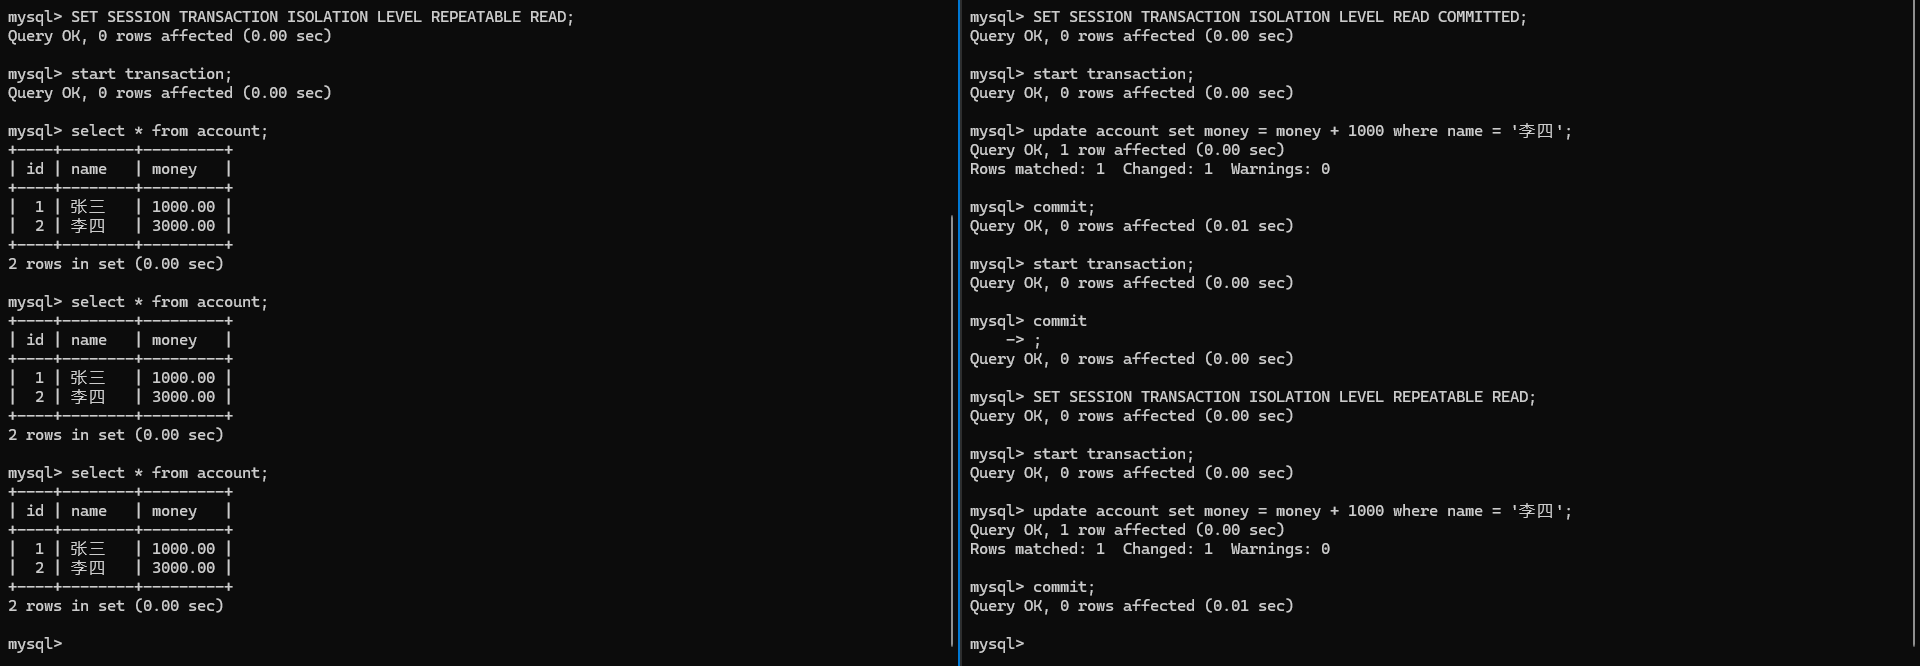 mysql> SET SESSION TRANSACTION ISOLATION LEVEL REPEATABLE READ;
Query OK, 0 rows affected (0.00 sec)
mysql> start transaction;
Query OK, 0 rows affected (0.00 sec)
mysql> select * from account;
+----+--------+---------+
| id | name   | money   |
+----+--------+---------+
|  1 | 张三   | 1000.00 |
|  2 | 李四   | 3000.00 |
+----+--------+---------+
2 rows in set (0.00 sec)
mysql> select * from account;
+----+--------+---------+
| id | name   | money   |
+----+--------+---------+
|  1 | 张三   | 1000.00 |
|  2 | 李四   | 3000.00 |
+----+--------+---------+
2 rows in set (0.00 sec)
mysql> select * from account;
+----+--------+---------+
| id | name   | money   |
+----+--------+---------+
|  1 | 张三   | 1000.00 |
|  2 | 李四   | 3000.00 |
+----+--------+---------+
2 rows in set (0.00 sec)
mysql>
mysql> SET SESSION TRANSACTION ISOLATION LEVEL READ COMMITTED;
Query OK, 0 rows affected (0.00 sec)
mysql> start transaction;
Query OK, 0 rows affected (0.00 sec)
mysql> update account set money = money + 1000 where name = '李四';
Query OK, 1 row affected (0.00 sec)
Rows matched: 1  Changed: 1  Warnings: 0
mysql> commit;
Query OK, 0 rows affected (0.01 sec)
mysql> start transaction;
Query OK, 0 rows affected (0.00 sec)
mysql> commit
    -> ;
Query OK, 0 rows affected (0.00 sec)
mysql> SET SESSION TRANSACTION ISOLATION LEVEL REPEATABLE READ;
Query OK, 0 rows affected (0.00 sec)
mysql> start transaction;
Query OK, 0 rows affected (0.00 sec)
mysql> update account set money = money + 1000 where name = '李四';
Query OK, 1 row affected (0.00 sec)
Rows matched: 1  Changed: 1  Warnings: 0
mysql> commit;
Query OK, 0 rows affected (0.01 sec)
mysql>